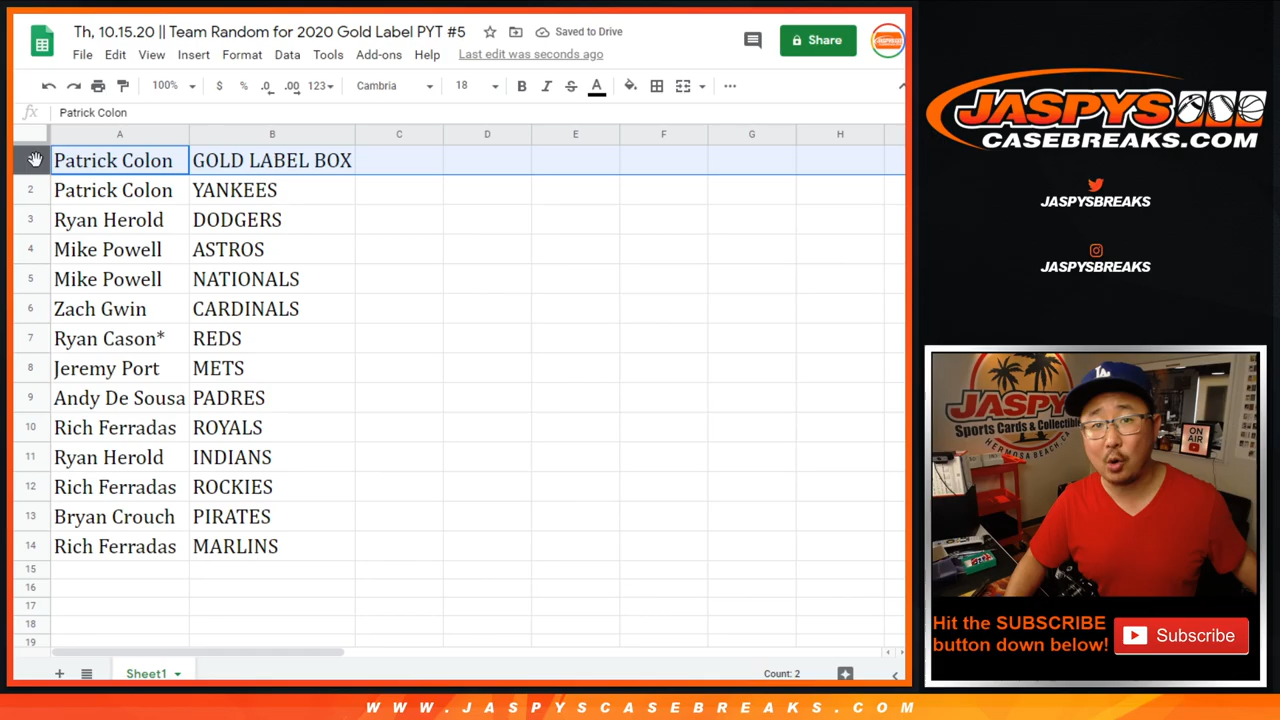 Th, 10.15.20 || Team Random for 2020 Gold Label PYT #5
Saved to Drive
File Edit View Insert Format Data Tools Add-ons Help Last edit was seconds ago
Share
100% $ % .0 .00 123 Cambria 18 B I S A
fx Patrick Colon
A B C D E F G H
Patrick Colon GOLD LABEL BOX
2 Patrick Colon YANKEES
3 Ryan Herold DODGERS
4 Mike Powell ASTROS
5 Mike Powell NATIONALS
6 Zach Gwin CARDINALS
7 Ryan Cason* REDS
8 Jeremy Port METS
9 Andy De Sousa PADRES
10 Rich Ferradas ROYALS
11 Ryan Herold INDIANS
12 Rich Ferradas ROCKIES
13 Bryan Crouch PIRATES
14 Rich Ferradas MARLINS
15
16
17
18
19
Sheet1
Count: 2
JASPYS
CASEBREAKS.COM
JASPYSBREAKS
JASPYSBREAKS
JASPYS
Sports Cards & Collectibles
HERMOSA BEACH, CA
LA
ON AIR
Hit the SUBSCRIBE
button down below!
Subscribe
WWW.JASPYSCASEBREAKS.COM